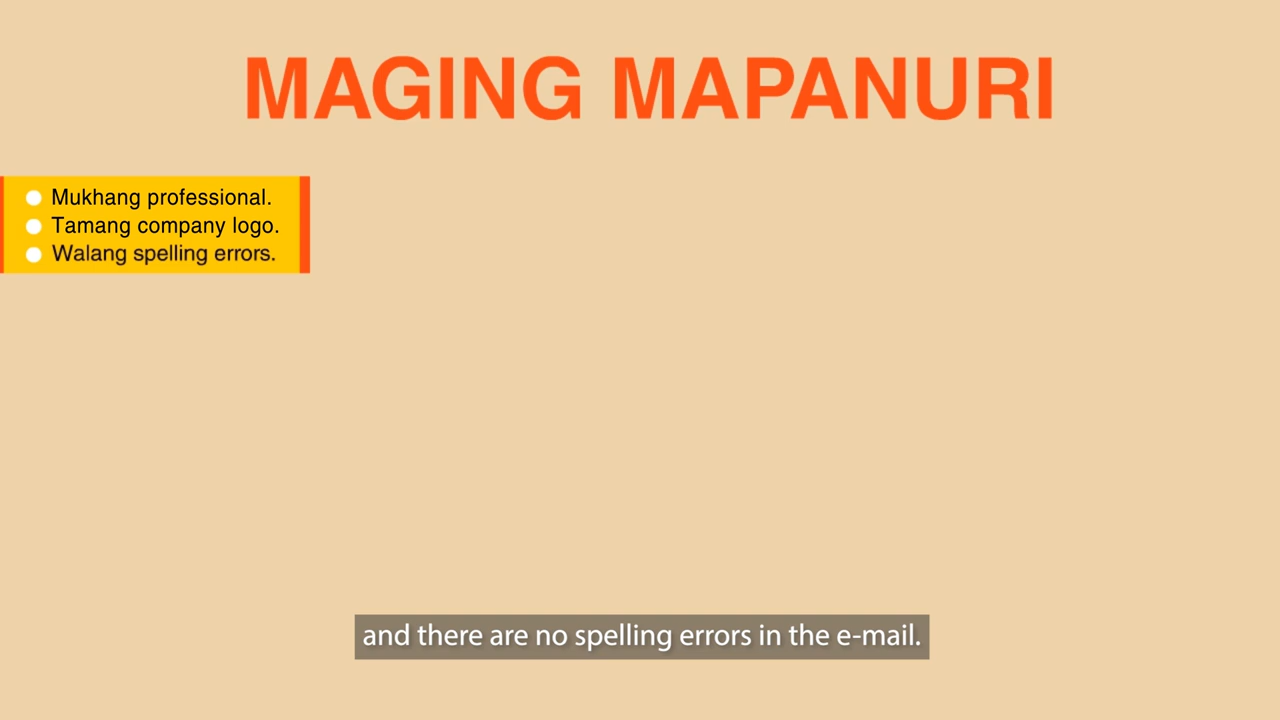 MAGING MAPANURI
Mukhang professional.
Tamang company logo.
Walang spelling errors.
and there are no spelling errors in the e-mail.